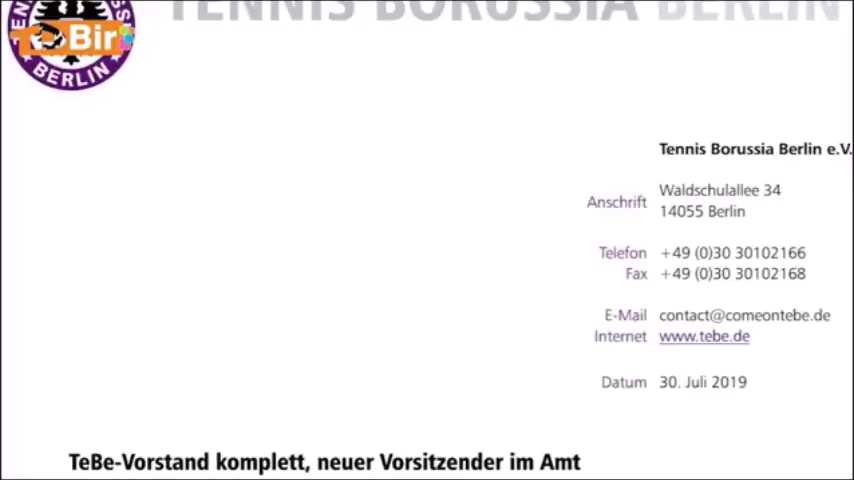 TENNIS BORUSSIA BERLIN
TeBir
BERLIN
Tennis Borussia Berlin e.V.
Anschrift Waldschulallee 34
14055 Berlin
Telefon +49 (0)30 30102166
Fax +49 (0)30 30102168
E-Mail contact@comeontebe.de
Internet www.tebe.de
Datum 30. Juli 2019
TeBe-Vorstand komplett, neuer Vorsitzender im Amt